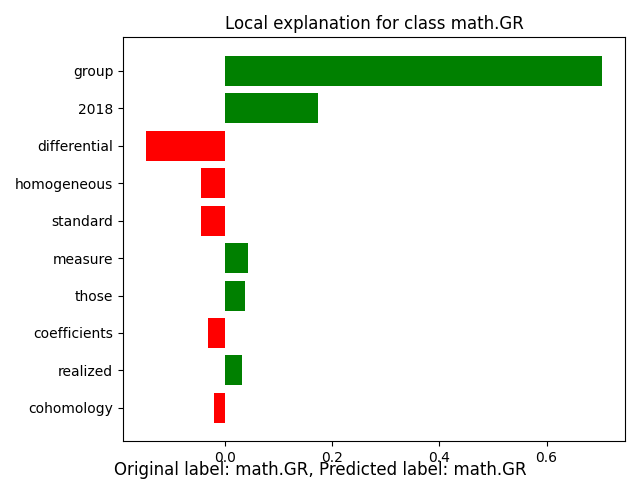 Local explanation for class math.GR
group
2018
differential
homogeneous
standard
measure
those
coefficients
realized
cohomology
0.0 0.2 0.4 0.6
Original label: math.GR, Predicted label: math.GR